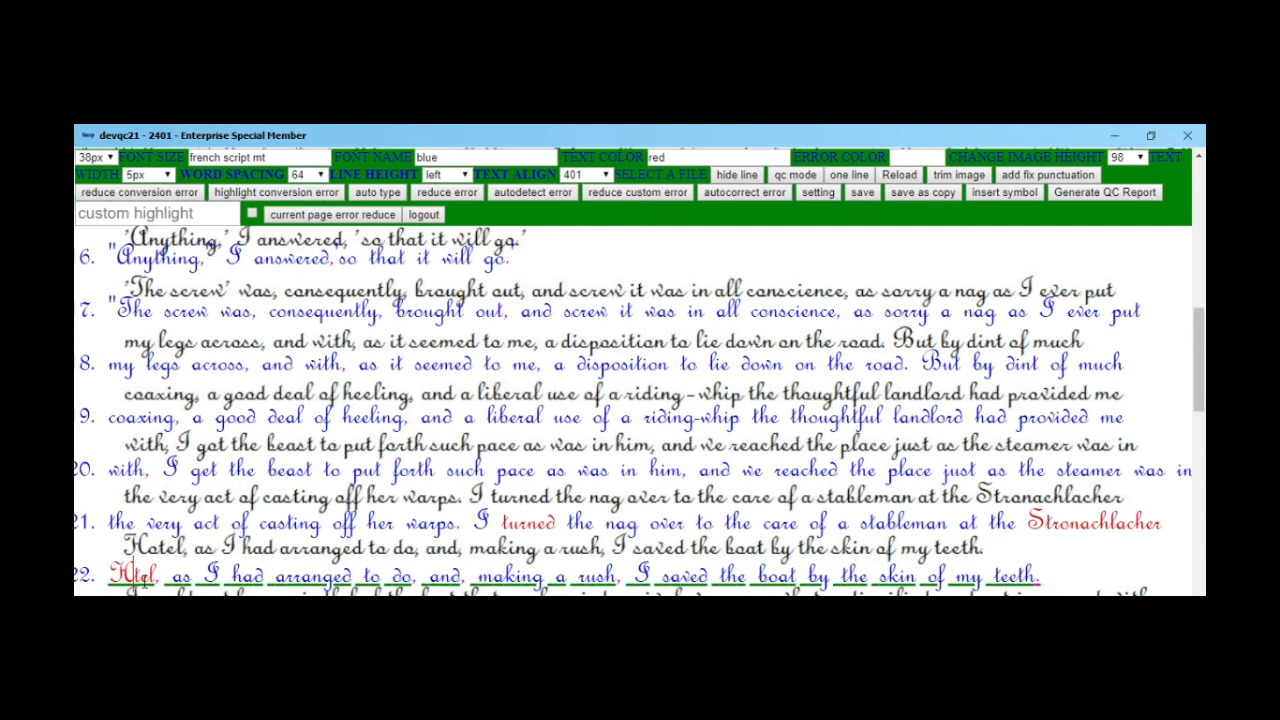 devqc21 - 2401 - Enterprise Special Member
38px FONT SIZE french script mt FONT NAME blue TEXT COLOR red ERROR COLOR CHANGE IMAGE HEIGHT 98 TEXT
WIDTH 5px WORD SPACING 64 LINE HEIGHT left TEXT ALIGN 401 SELECT A FILE hide line qc mode one line Reload trim image add fix punctuation
reduce conversion error highlight conversion error auto type reduce error autodetect error reduce custom error autocorrect error setting save save as copy insert symbol Generate QC Report
custom highlight current page error reduce logout
'Anything,' I answered, 'so that it will go.'
6. "Anything," I answered,"so that it will go."
'The screw' was, consequently, brought out, and screw it was in all conscience, as sorry a nag as I ever put
7. "The screw was, consequently, brought out, and screw it was in all conscience, as sorry a nag as I ever put
my legs across, and with, as it seemed to me, a disposition to lie down on the road. But by dint of much
8. my legs across, and with, as it seemed to me, a disposition to lie down on the road. But by dint of much
coaxing, a good deal of heeling, and a liberal use of a riding-whip the thoughtful landlord had provided me
9. coaxing, a good deal of heeling, and a liberal use of a riding-whip the thoughtful landlord had provided me
with, I got the beast to put forth such pace as was in him, and we reached the place just as the steamer was in
20. with, I get the beast to put forth such pace as was in him, and we reached the place just as the steamer was in
the very act of casting off her warps. I turned the nag over to the care of a stableman at the Stronachlacher
21. the very act of casting off her warps. I turned the nag over to the care of a stableman at the Stronachlacher
Hotel, as I had arranged to do, and, making a rush, I saved the boat by the skin of my teeth.
22. Htel, as I had arranged to do, and, making a rush, I saved the boat by the skin of my teeth.